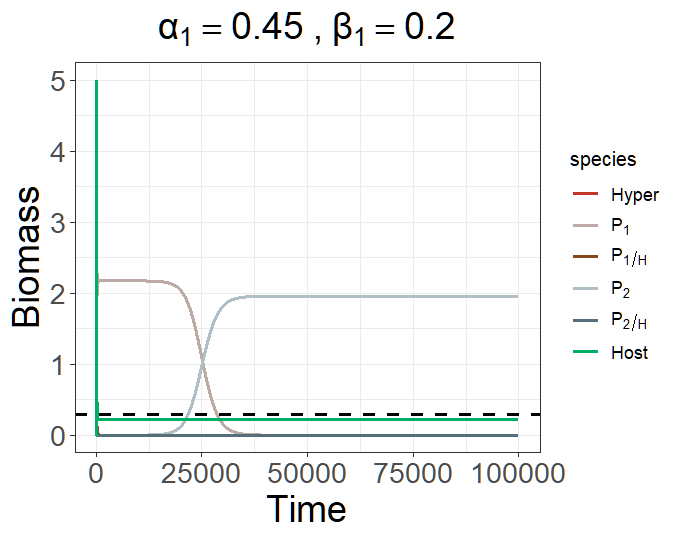 α₁ = 0.45 , β₁ = 0.2
5
4
3
2
1
0
Biomass
0 25000 50000 75000 100000
Time
species
Hyper
P₁
P₁/H
P₂
P₂/H
Host